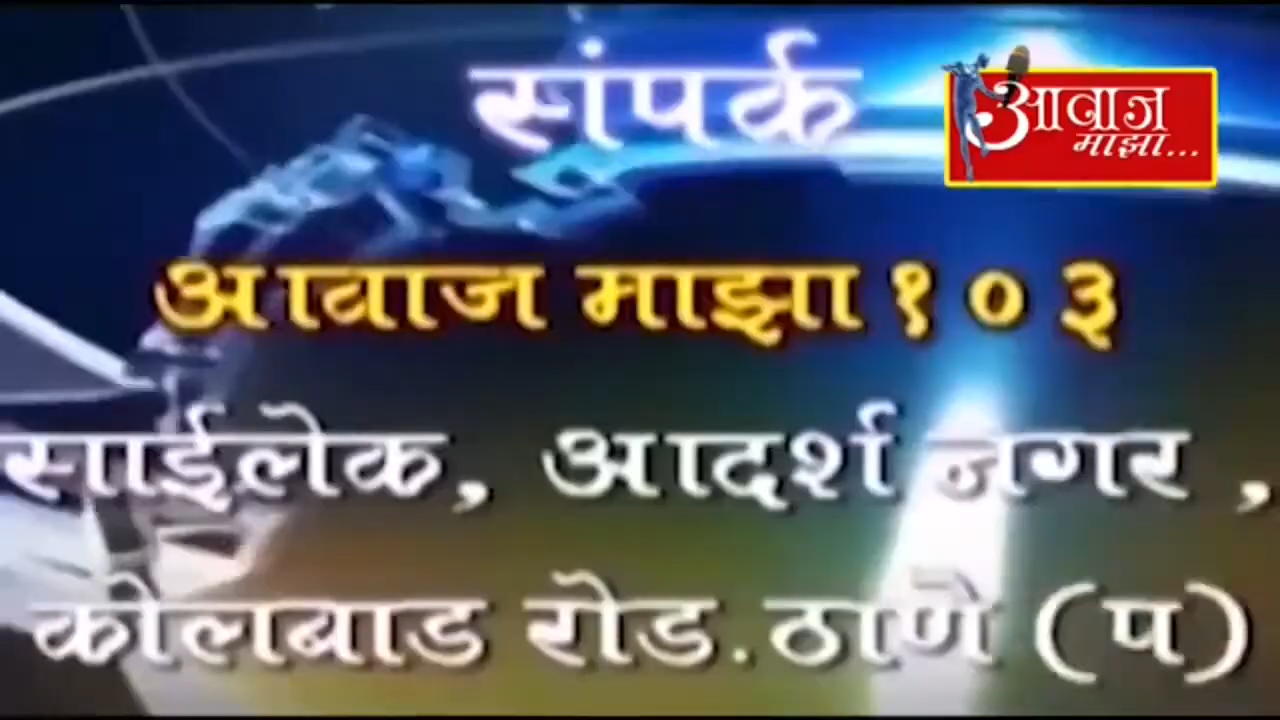 संपर्क
आवाज
माझा...
आवाज माझा १०३
साईलेक, आदर्श नगर ,
कोलबाड रोड.ठाणे (प)